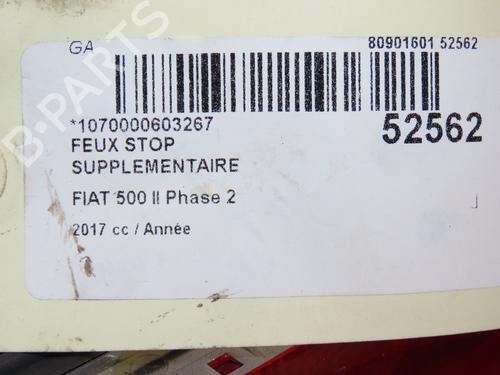 GA
80901601 52562
*1070000603267
52562
FEUX STOP
SUPPLEMENTAIRE
FIAT 500 II Phase 2
2017 cc / Année
B-PARTS